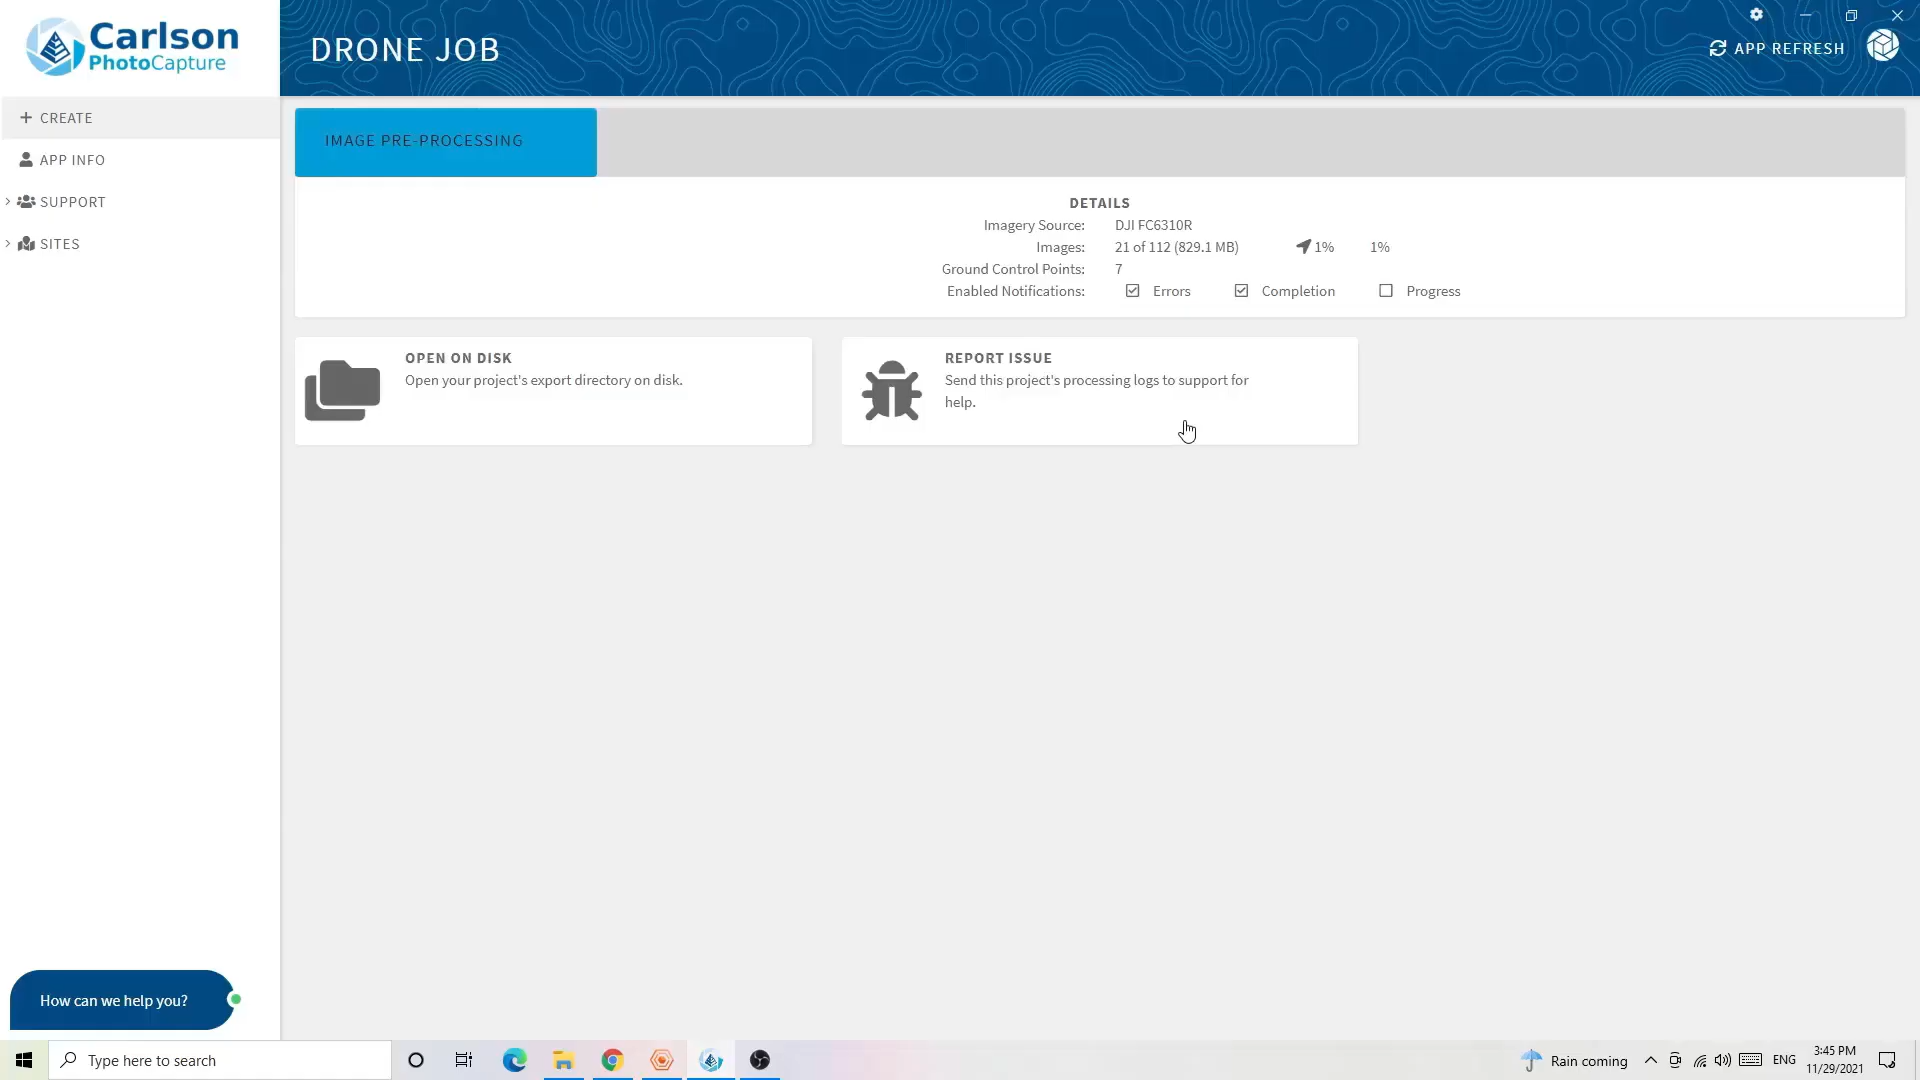 Carlson
PhotoCapture
DRONE JOB
APP REFRESH
CREATE
APP INFO
SUPPORT
SITES
IMAGE PRE-PROCESSING
DETAILS
Imagery Source: DJI FC6310R
Images: 21 of 112 (829.1 MB) 1% 1%
Ground Control Points: 7
Enabled Notifications: Errors Completion Progress
OPEN ON DISK
Open your project's export directory on disk.
REPORT ISSUE
Send this project's processing logs to support for
help.
How can we help you?
Type here to search
Rain coming
ENG
3:45 PM
11/29/2021